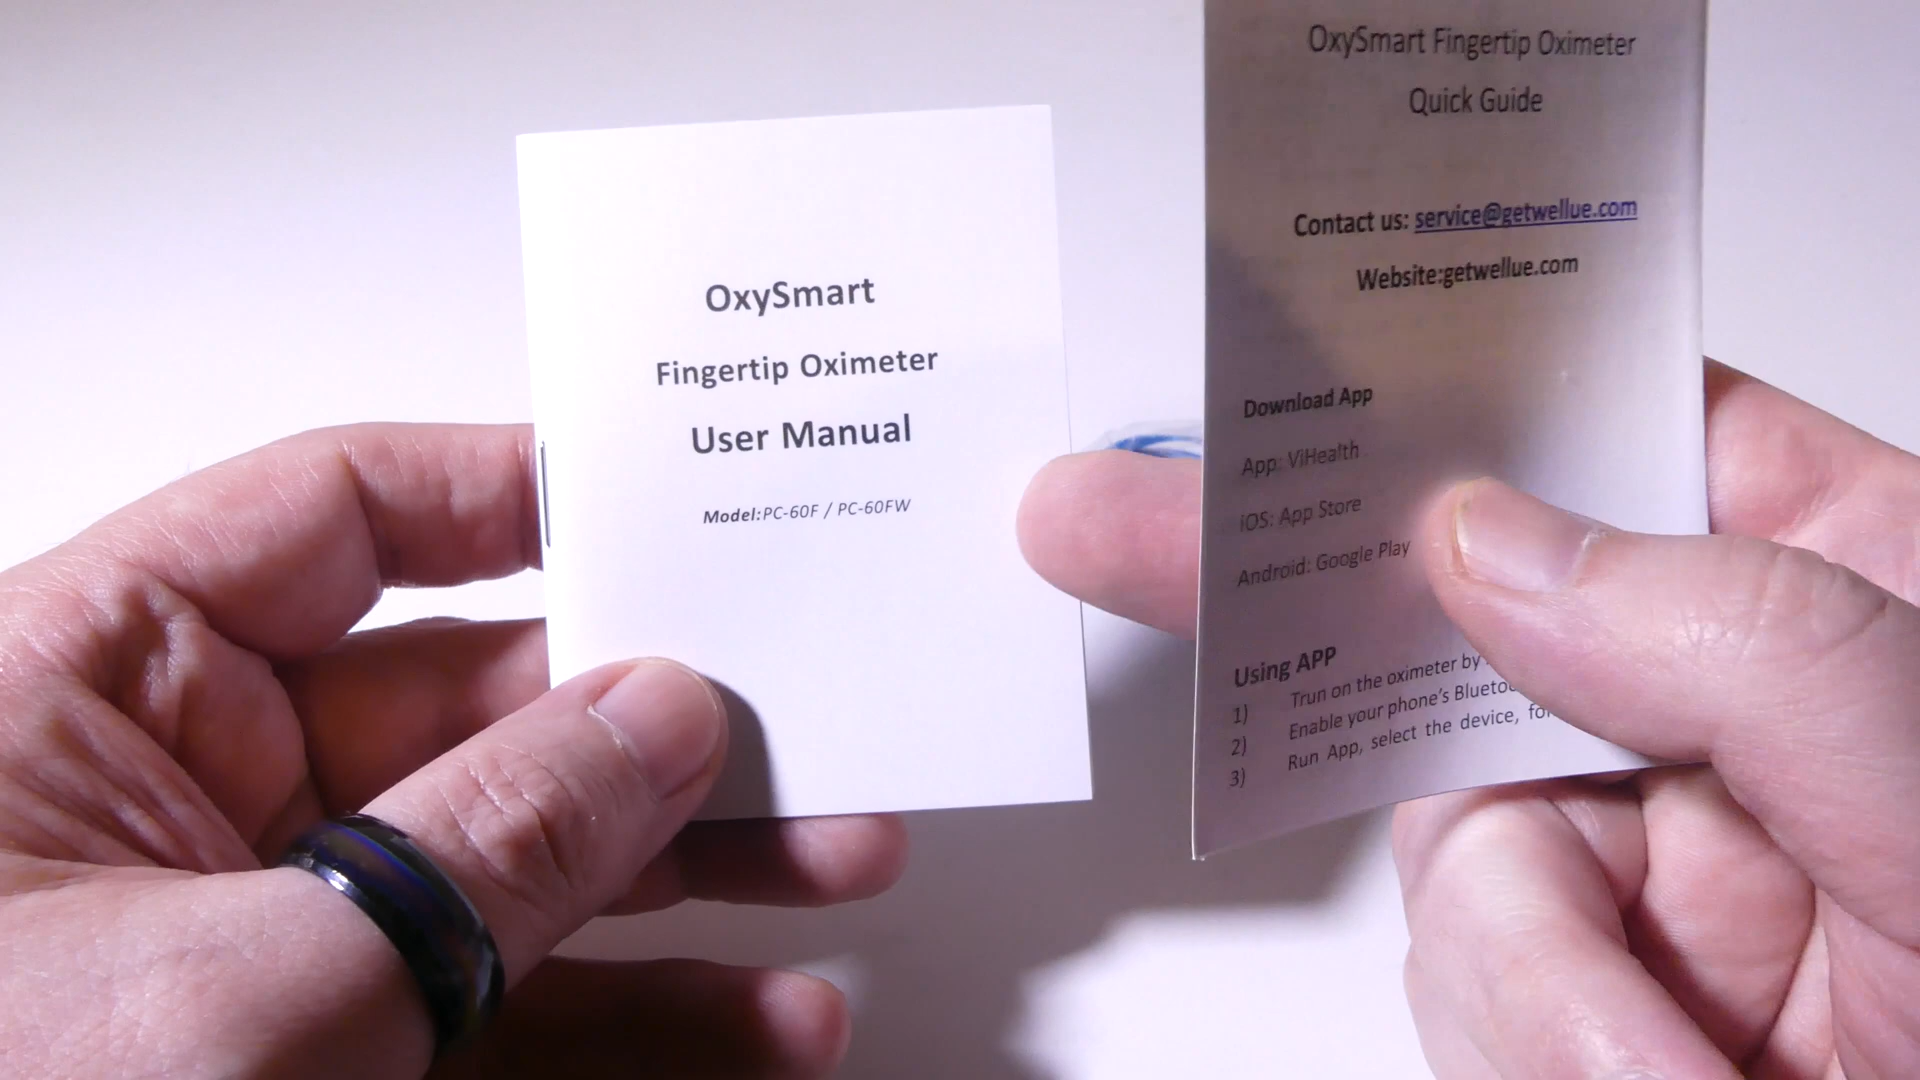 OxySmart
Fingertip Oximeter
User Manual
Model:PC-60F / PC-60FW
OxySmart Fingertip Oximeter
Quick Guide
Contact us: service@getwellue.com
Website:getwellue.com
Download App
App: ViHealth
iOS: App Store
Android: Google Play
Using APP
1) Trun on the oximeter by
2) Enable your phone's
3) Run App, select the device,